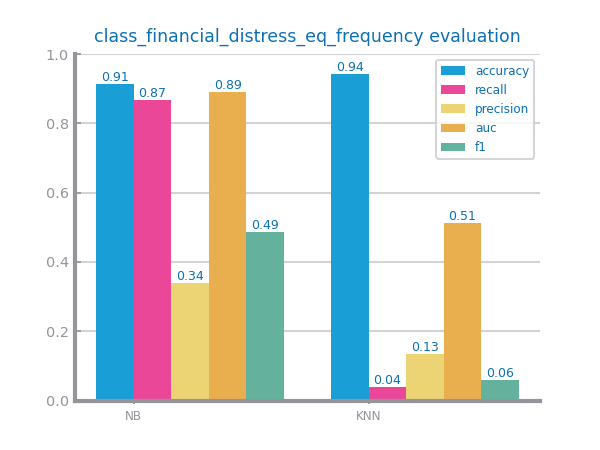 class_financial_distress_eq_frequency evaluation
1.0
0.8
0.6
0.4
0.2
0.0
0.91
0.87
0.34
0.89
0.49
0.94
0.04
0.13
0.51
0.06
accuracy
recall
precision
auc
f1
NB
KNN